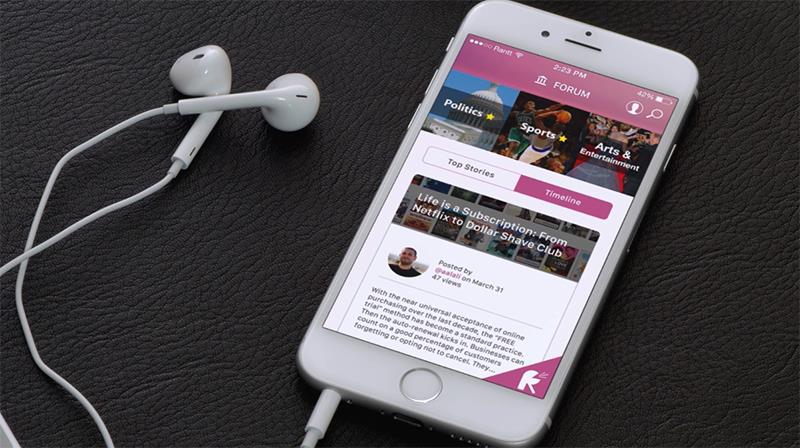 Rantt
2:23 PM
42%
FORUM
Politics
Sports
Arts &
Entertainment
Top Stories
Timeline
Life is a Subscription: From
Netflix to Dollar Shave Club
Posted by
@aalali on March 31
47 views
With the near universal acceptance of online
purchasing over the last decade, the "FREE
trial" method has become a standard practice.
Then the auto-renewal kicks in. Businesses can
count on a good percentage of customers
forgetting or opting not to cancel. They...